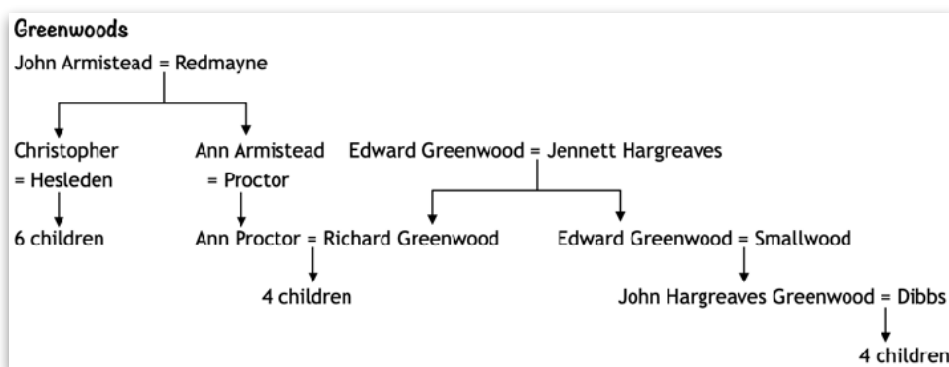 Greenwoods
John Armistead = Redmayne
Christopher
= Hesleden
Ann Armistead
= Proctor
Edward Greenwood = Jennett Hargreaves
6 children
Ann Proctor = Richard Greenwood
Edward Greenwood = Smallwood
4 children
John Hargreaves Greenwood = Dibbs
4 children